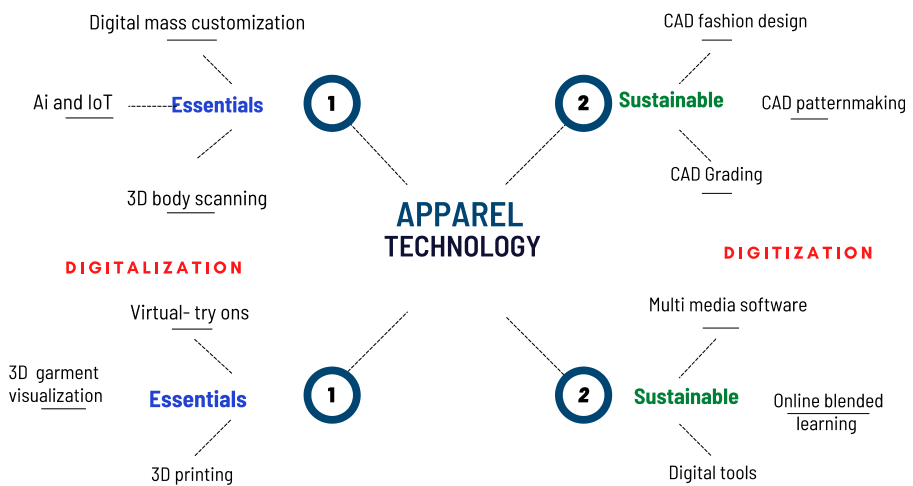 Digital mass customization
Ai and IoT
Essentials
1
3D body scanning
CAD fashion design
2
Sustainable
CAD patternmaking
CAD Grading
APPAREL
TECHNOLOGY
DIGITALIZATION
DIGITIZATION
Virtual- try ons
3D garment
visualization
Essentials
1
3D printing
Multi media software
2
Sustainable
Online blended
learning
Digital tools